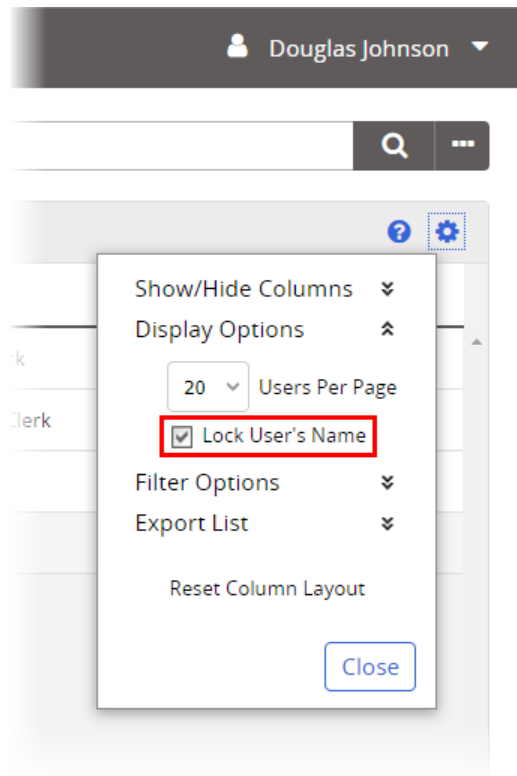 Douglas Johnson
Show/Hide Columns
Display Options
k
20 Users Per Page
Clerk
Lock User's Name
Filter Options
Export List
Reset Column Layout
Close